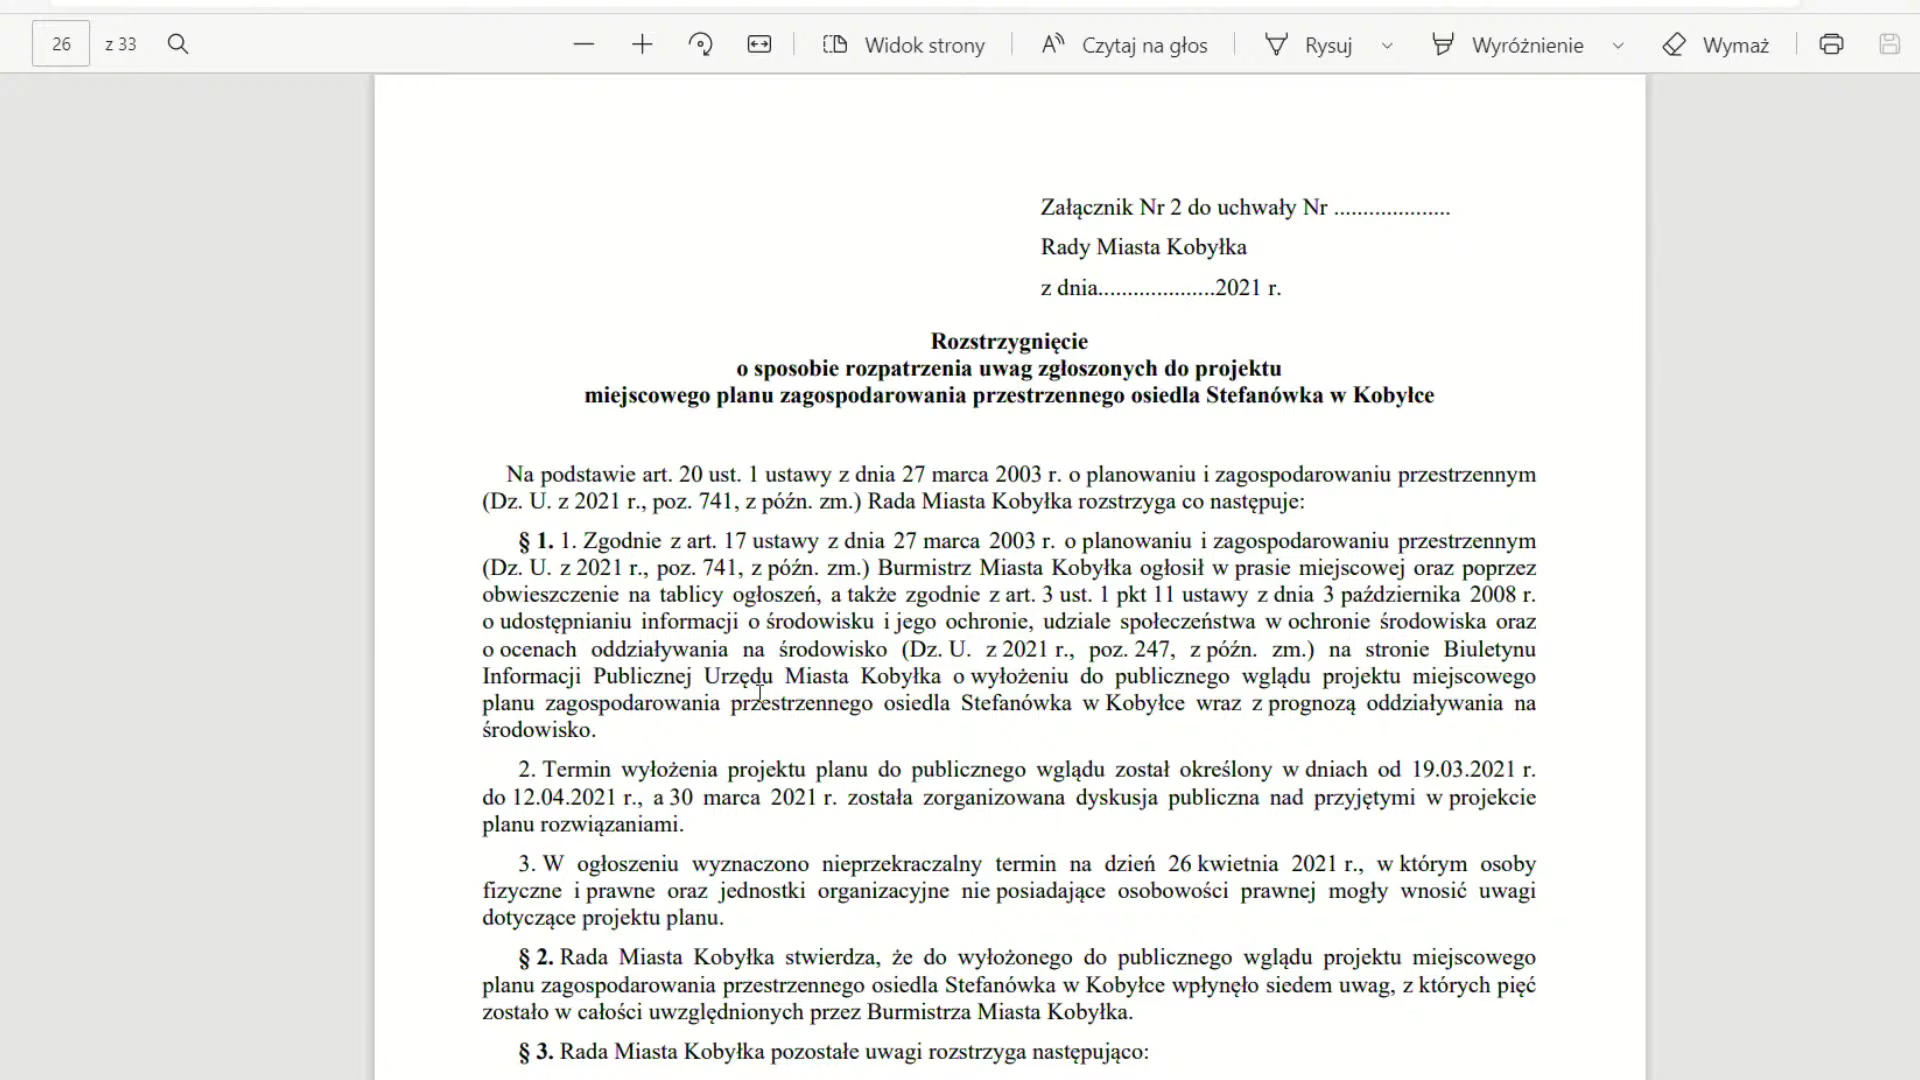 26 z 33 Widok strony Czytaj na głos Rysuj Wyróżnienie Wymaż
Załącznik Nr 2 do uchwały Nr ....................
Rady Miasta Kobyłka
z dnia....................2021 r.
Rozstrzygnięcie
o sposobie rozpatrzenia uwag zgłoszonych do projektu
miejscowego planu zagospodarowania przestrzennego osiedla Stefanówka w Kobyłce
Na podstawie art. 20 ust. 1 ustawy z dnia 27 marca 2003 r. o planowaniu i zagospodarowaniu przestrzennym
(Dz. U. z 2021 r., poz. 741, z późn. zm.) Rada Miasta Kobyłka rozstrzyga co następuje:
§ 1. 1. Zgodnie z art. 17 ustawy z dnia 27 marca 2003 r. o planowaniu i zagospodarowaniu przestrzennym
(Dz. U. z 2021 r., poz. 741, z późn. zm.) Burmistrz Miasta Kobyłka ogłosił w prasie miejscowej oraz poprzez
obwieszczenie na tablicy ogłoszeń, a także zgodnie z art. 3 ust. 1 pkt 11 ustawy z dnia 3 października 2008 r.
o udostępnianiu informacji o środowisku i jego ochronie, udziale społeczeństwa w ochronie środowiska oraz
o ocenach oddziaływania na środowisko (Dz. U. z 2021 r., poz. 247, z późn. zm.) na stronie Biuletynu
Informacji Publicznej Urzędu Miasta Kobyłka o wyłożeniu do publicznego wglądu projektu miejscowego
planu zagospodarowania przestrzennego osiedla Stefanówka w Kobyłce wraz z prognozą oddziaływania na
środowisko.
2. Termin wyłożenia projektu planu do publicznego wglądu został określony w dniach od 19.03.2021 r.
do 12.04.2021 r., a 30 marca 2021 r. została zorganizowana dyskusja publiczna nad przyjętymi w projekcie
planu rozwiązaniami.
3. W ogłoszeniu wyznaczono nieprzekraczalny termin na dzień 26 kwietnia 2021 r., w którym osoby
fizyczne i prawne oraz jednostki organizacyjne nie posiadające osobowości prawnej mogły wnosić uwagi
dotyczące projektu planu.
§ 2. Rada Miasta Kobyłka stwierdza, że do wyłożonego do publicznego wglądu projektu miejscowego
planu zagospodarowania przestrzennego osiedla Stefanówka w Kobyłce wpłynęło siedem uwag, z których pięć
zostało w całości uwzględnionych przez Burmistrza Miasta Kobyłka.
§ 3. Rada Miasta Kobyłka pozostałe uwagi rozstrzyga następująco: